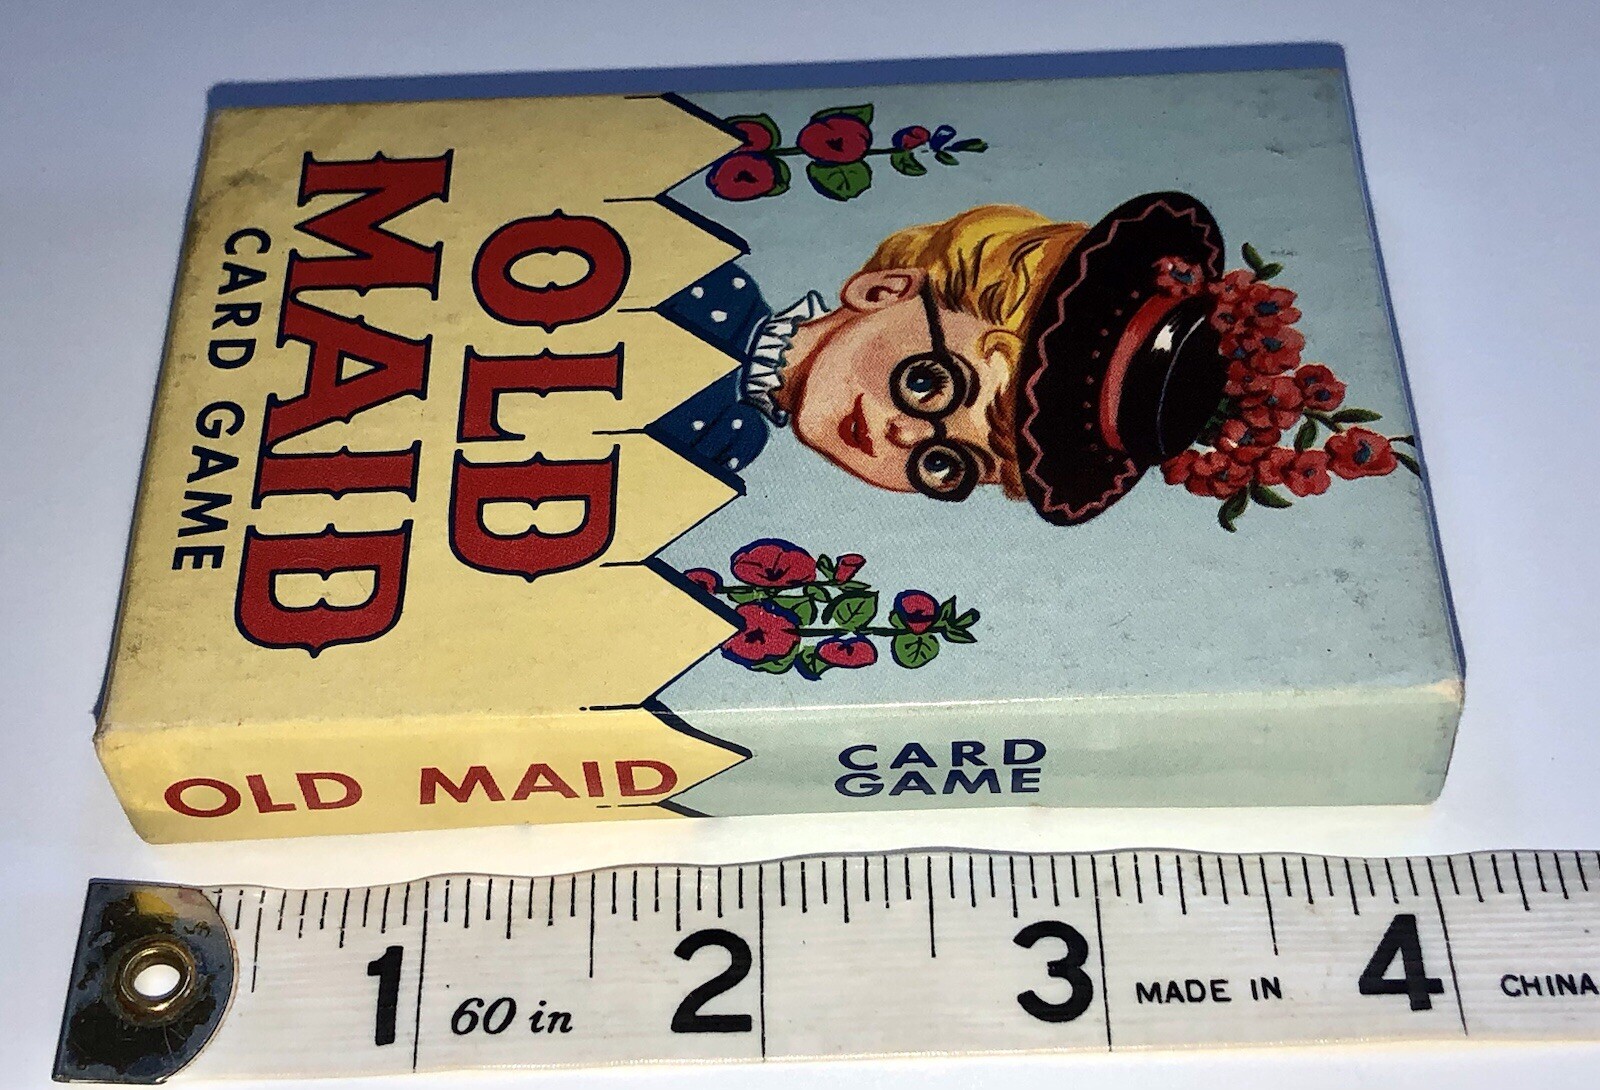 OLD
MAID
CARD GAME
OLD MAID
CARD
GAME
1
60 in
2
3
MADE IN
4
CHINA